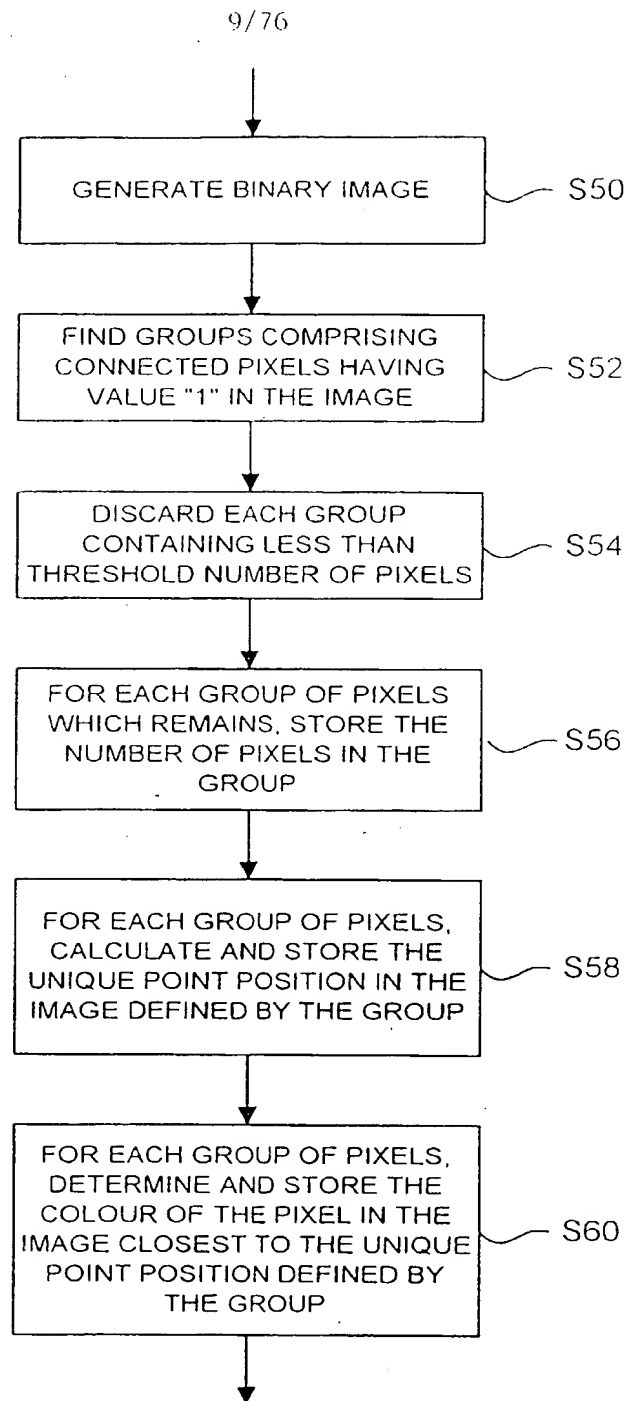 9/76
GENERATE BINARY IMAGE
S50
FIND GROUPS COMPRISING
CONNECTED PIXELS HAVING
VALUE "1" IN THE IMAGE
S52
DISCARD EACH GROUP
CONTAINING LESS THAN
THRESHOLD NUMBER OF PIXELS
S54
FOR EACH GROUP OF PIXELS
WHICH REMAINS, STORE THE
NUMBER OF PIXELS IN THE
GROUP
S56
FOR EACH GROUP OF PIXELS,
CALCULATE AND STORE THE
UNIQUE POINT POSITION IN THE
IMAGE DEFINED BY THE GROUP
S58
FOR EACH GROUP OF PIXELS,
DETERMINE AND STORE THE
COLOUR OF THE PIXEL IN THE
IMAGE CLOSEST TO THE UNIQUE
POINT POSITION DEFINED BY
THE GROUP
S60